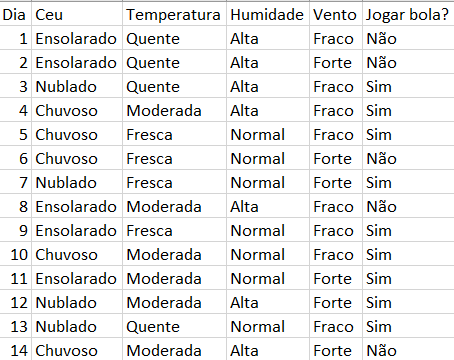 Dia Ceu Temperatura Humidade Vento Jogar bola?
1 Ensolarado Quente Alta Fraco Não
2 Ensolarado Quente Alta Forte Não
3 Nublado Quente Alta Fraco Sim
4 Chuvoso Moderada Alta Fraco Sim
5 Chuvoso Fresca Normal Fraco Sim
6 Chuvoso Fresca Normal Forte Não
7 Nublado Fresca Normal Forte Sim
8 Ensolarado Moderada Alta Fraco Não
9 Ensolarado Fresca Normal Fraco Sim
10 Chuvoso Moderada Normal Fraco Sim
11 Ensolarado Moderada Normal Forte Sim
12 Nublado Moderada Alta Forte Sim
13 Nublado Quente Normal Fraco Sim
14 Chuvoso Moderada Alta Forte Não